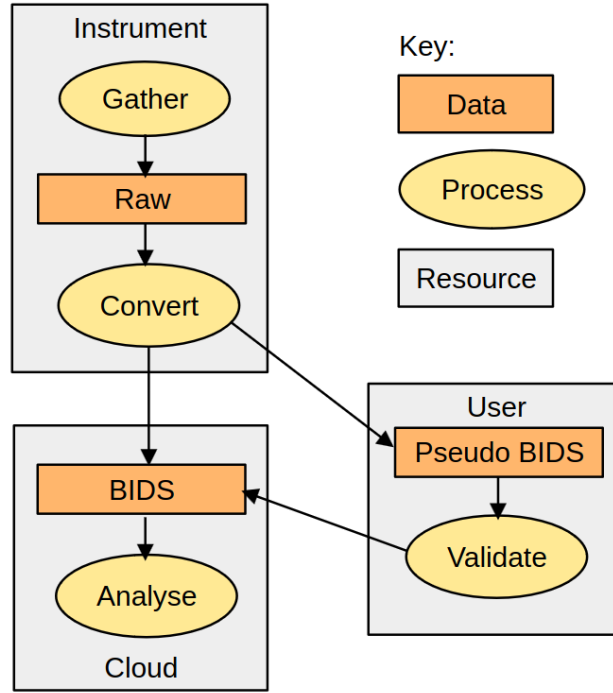 Instrument
Gather
Raw
Convert
Key:
Data
Process
Resource
User
Pseudo BIDS
Validate
BIDS
Analyse
Cloud